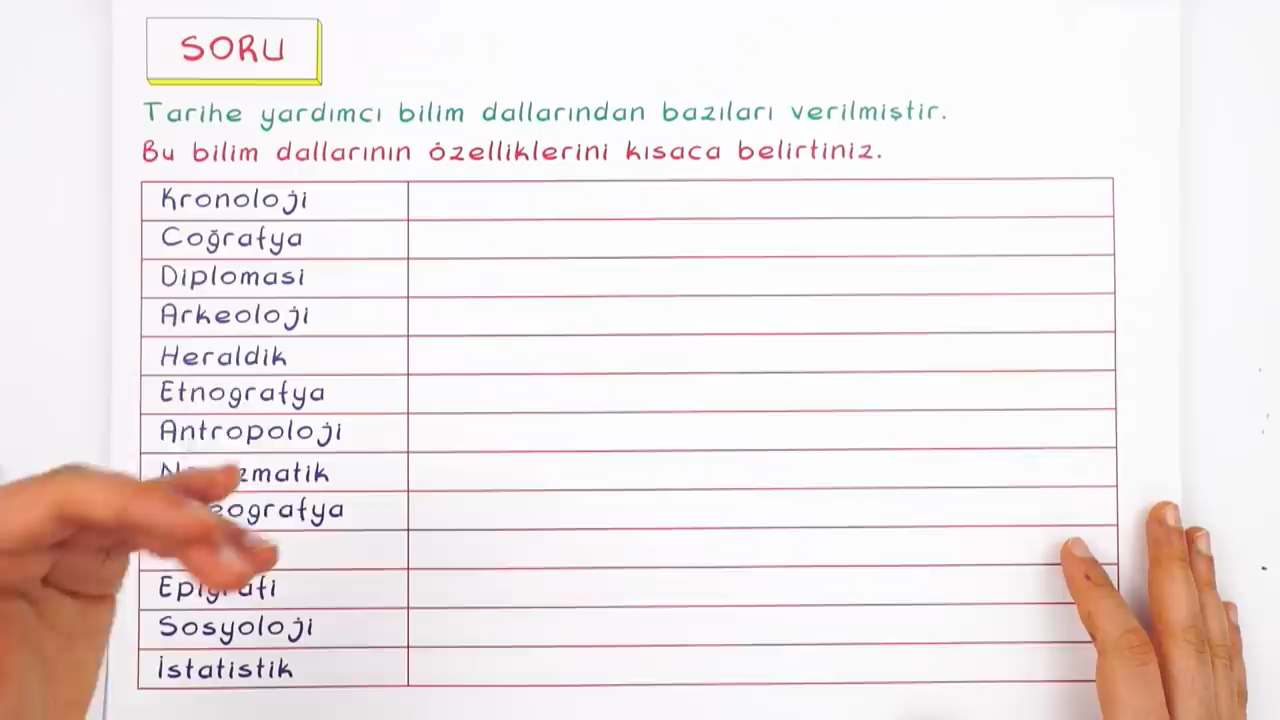 SORU
Tarihe yardımcı bilim dallarından bazıları verilmiştir.
Bu bilim dallarının özelliklerini kısaca belirtiniz.
Kronoloji
Coğrafya
Diplomasi
Arkeoloji
Heraldik
Etnografya
Antropoloji
Sosyoloji
İstatistik